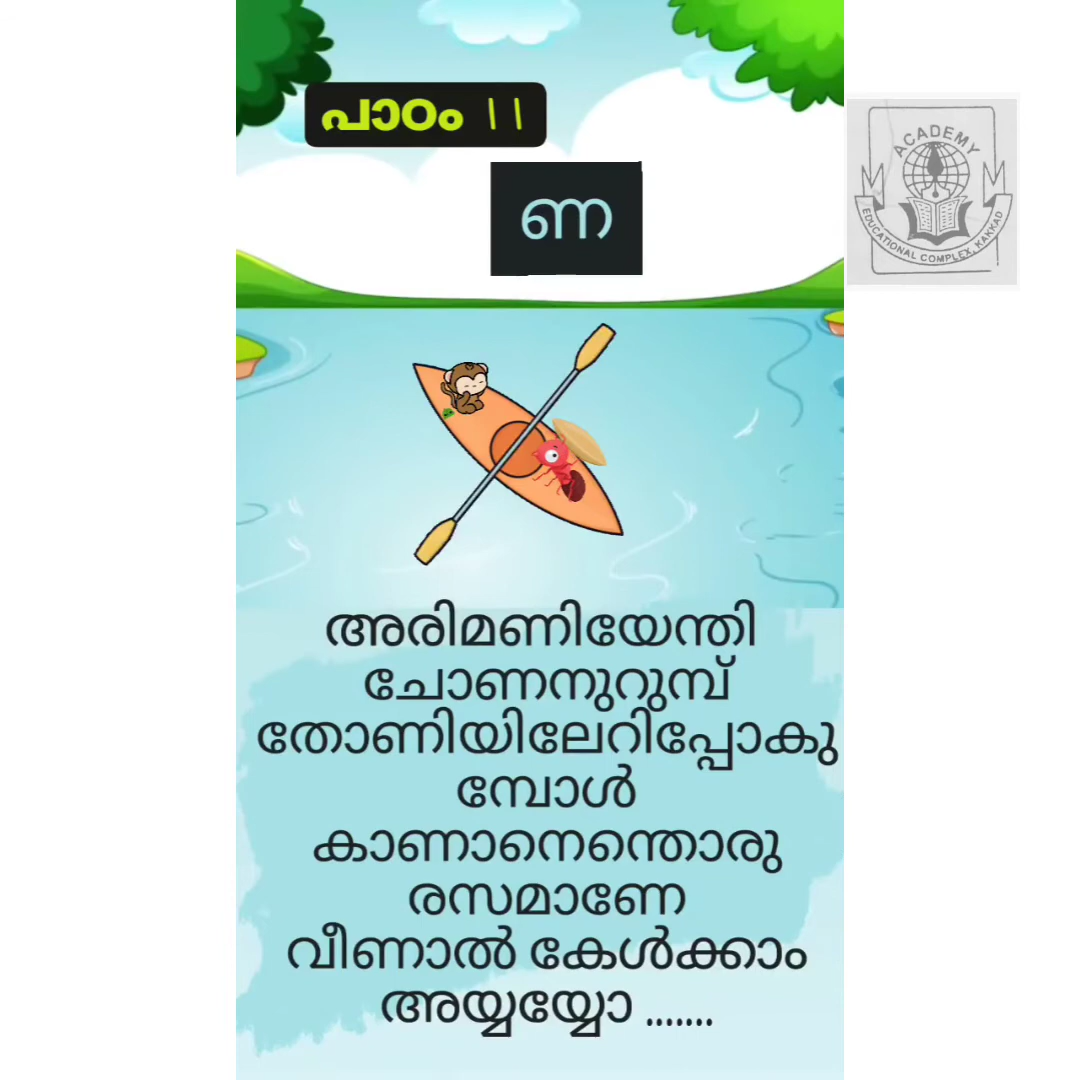 പാഠം 11
ണ
ACADEMY
EDUCATIONAL COMPLEX, KAKKAD
അരിമണിയേന്തി
ചോണനുറുമ്പ്
തോണിയിലേറിപ്പോകു
മ്പോൾ
കാണാനെന്തൊരു
രസമാണേ
വീണാൽ കേൾക്കാം
അയ്യയ്യോ .......